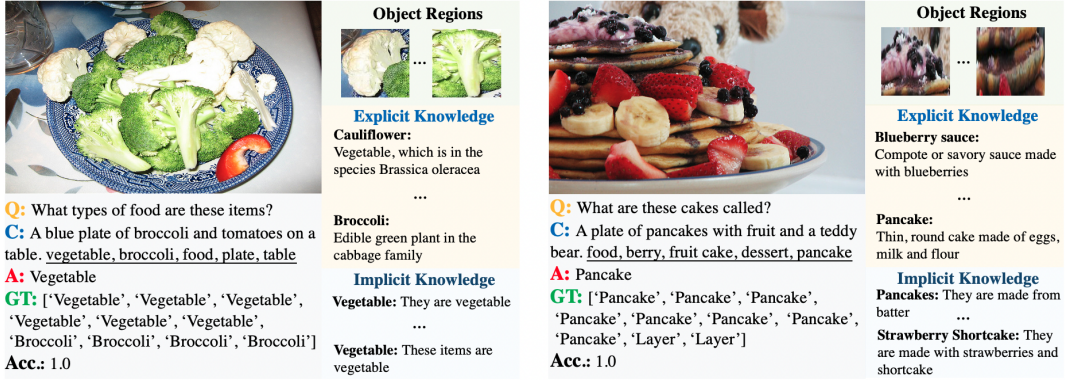 Q: What types of food are these items?
C: A blue plate of broccoli and tomatoes on a
table. vegetable, broccoli, food, plate, table
A: Vegetable
GT: [‘Vegetable’, ‘Vegetable’, ‘Vegetable’,
‘Vegetable’, ‘Vegetable’, ‘Vegetable’,
‘Broccoli’, ‘Broccoli’, ‘Broccoli’, ‘Broccoli’]
Acc.: 1.0
Object Regions
...
Explicit Knowledge
Cauliflower:
Vegetable, which is in the
species Brassica oleracea
...
Broccoli:
Edible green plant in the
cabbage family
Implicit Knowledge
Vegetable: They are vegetable
...
Vegetable: These items are
vegetable
Q: What are these cakes called?
C: A plate of pancakes with fruit and a teddy
bear. food, berry, fruit cake, dessert, pancake
A: Pancake
GT: [‘Pancake’, ‘Pancake’, ‘Pancake’,
‘Pancake’, ‘Pancake’, ‘Pancake’, ‘Pancake’,
‘Pancake’, ‘Layer’, ‘Layer’]
Acc.: 1.0
Object Regions
...
Explicit Knowledge
Blueberry sauce:
Compote or savory sauce made
with blueberries
...
Pancake:
Thin, round cake made of eggs,
milk and flour
Implicit Knowledge
Pancakes: They are made from
batter
...
Strawberry Shortcake: They
are made with strawberries and
shortcake